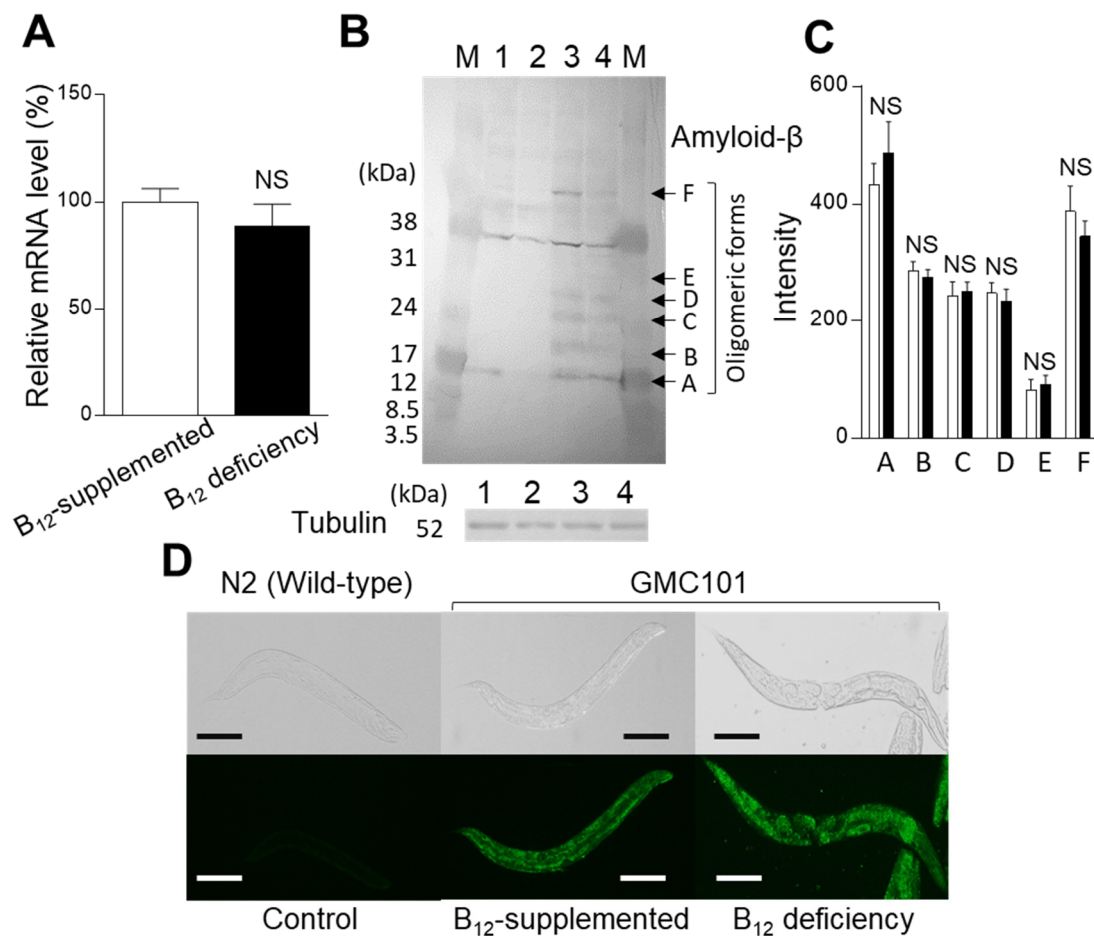 A
Relative mRNA level (%)
150
100
50
0
NS
B12-supplemented
B12 deficiency
B
M 1 2 3 4 M
(kDa)
38
31
24
17
12
8.5
3.5
Amyloid-β
F
E
D
C
B
A
Oligomeric forms
(kDa) 1 2 3 4
Tubulin 52
C
Intensity
600
400
200
0
NS
NS
NS
NS
NS
NS
A B C D E F
D
N2 (Wild-type)
GMC101
Control
B12-supplemented
B12 deficiency